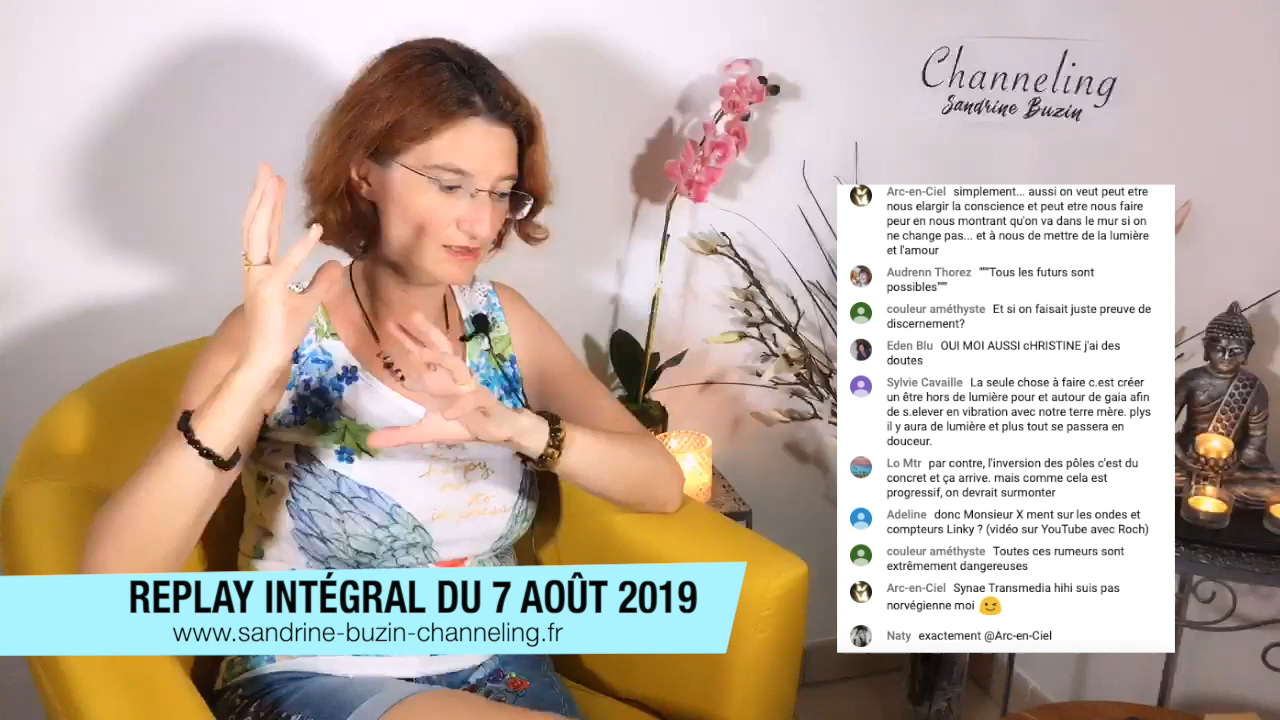 Channeling
Sandrine Buzin
Arc-en-Ciel simplement... aussi on veut peut etre
nous elargir la conscience et peut etre nous faire
peur en nous montrant qu'on va dans le mur si on
ne change pas... et à nous de mettre de la lumière
et l'amour
Audrenn Thorez """Tous les futurs sont
possibles"""
couleur améthyste Et si on faisait juste preuve de
discernement?
Eden Blu OUI MOI AUSSI cHRISTINE j'ai des
doutes
Sylvie Cavaille La seule chose à faire c.est créer
un être hors de lumière pour et autour de gaia afin
de s.elever en vibration avec notre terre mère. plys
il y aura de lumière et plus tout se passera en
douceur.
Lo Mtr par contre, l'inversion des pôles c'est du
concret et ça arrive. mais comme cela est
progressif, on devrait surmonter
Adeline donc Monsieur X ment sur les ondes et
compteurs Linky ? (vidéo sur YouTube avec Roch)
couleur améthyste Toutes ces rumeurs sont
extrêmement dangereuses
Arc-en-Ciel Synae Transmedia hihi suis pas
norvégienne moi 😉
Naty exactement @Arc-en-Ciel
REPLAY INTÉGRAL DU 7 AOÛT 2019
www.sandrine-buzin-channeling.fr